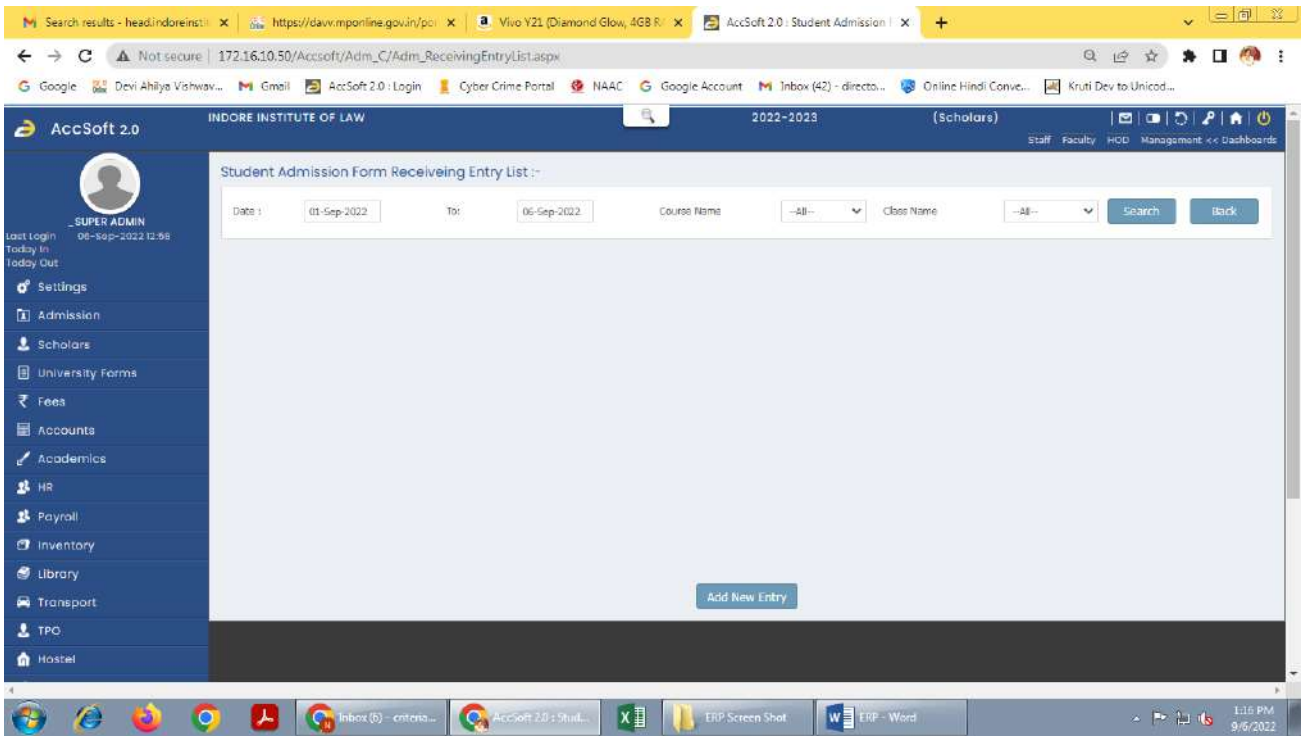 Search results - head.indoreinsti
https://davv.mponline.gov.in/por
Vivo Y21 (Diamond Glow, 4GB R
AccSoft 2.0 : Student Admission
Not secure | 172.16.10.50/Accsoft/Adm_C/Adm_ReceivingEntryList.aspx
Google Devi Ahilya Vishwav... Gmail AccSoft 2.0 : Login Cyber Crime Portal NAAC Google Account Inbox (42) - directo... Online Hindi Conve... Kruti Dev to Unicod...
AccSoft 2.0
INDORE INSTITUTE OF LAW 2022-2023 (Scholars)
Staff Faculty HOD Management << Dashboards
_SUPER ADMIN
Last Login 06-Sep-2022 12:56
Today In
Today Out
Student Admission Form Receiveing Entry List :-
Date : 01-Sep-2022 To: 06-Sep-2022 Course Name --All-- Class Name --All-- Search Back
Settings
Admission
Scholars
University Forms
Fees
Accounts
Academics
HR
Payroll
Inventory
Library
Transport
TPO
Hostel
Add New Entry
Inbox (6) - criteria...
AccSoft 2.0 : Stud...
ERP Screen Shot
ERP - Word
1:16 PM
9/6/2022